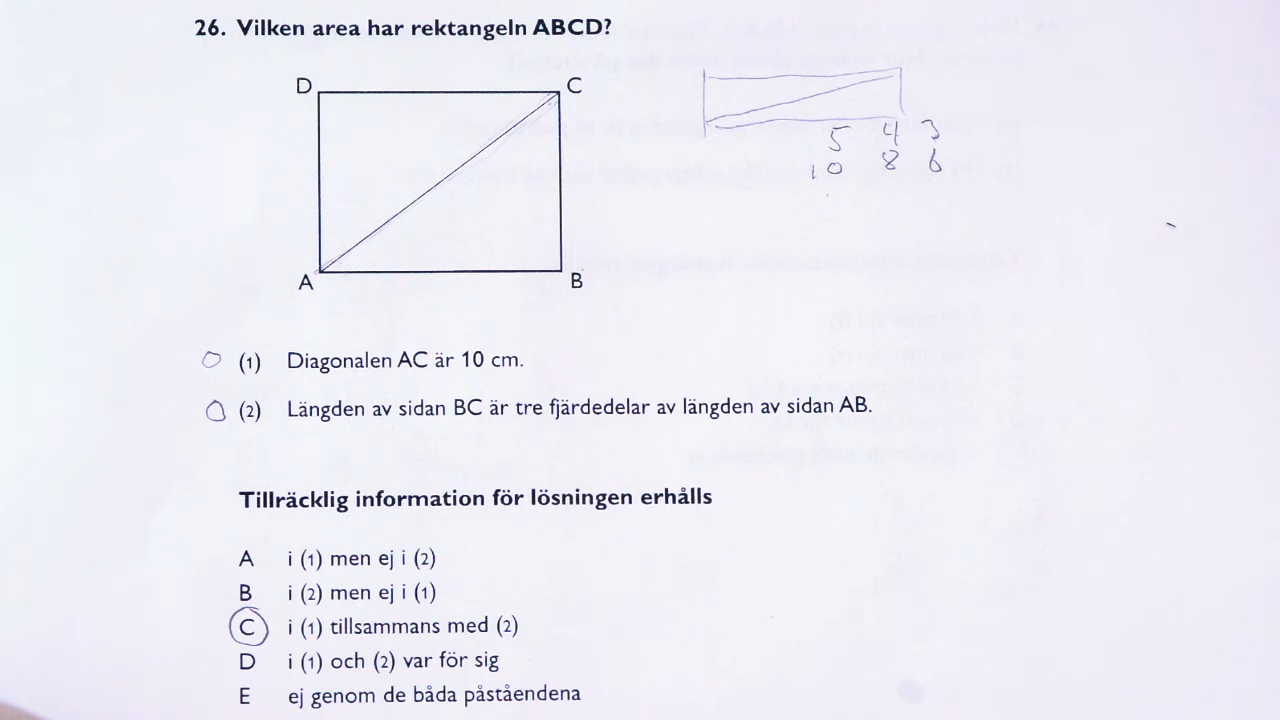 26. Vilken area har rektangeln ABCD?
D C
A B
5 4 3
10 8 6
(1) Diagonalen AC är 10 cm.
(2) Längden av sidan BC är tre fjärdedelar av längden av sidan AB.
Tillräcklig information för lösningen erhålls
A i (1) men ej i (2)
B i (2) men ej i (1)
C i (1) tillsammans med (2)
D i (1) och (2) var för sig
E ej genom de båda påståendena